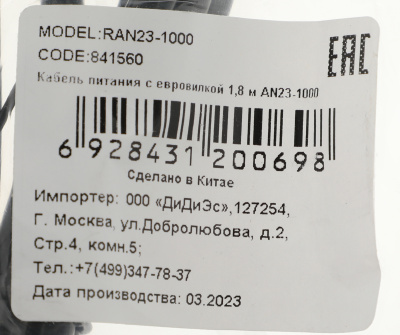 MODEL:RAN23-1000
CODE:841560
EAC
Кабель питания с евровилкой 1,8 м AN23-1000
6 928431 200698
Сделано в Китае
Импортер: ООО «ДиДиЭс»,127254,
Г. Москва, ул.Добролюбова, д.2,
Стр.4, комн.5;
Тел.:+7(499)347-78-37
Дата производства: 03.2023